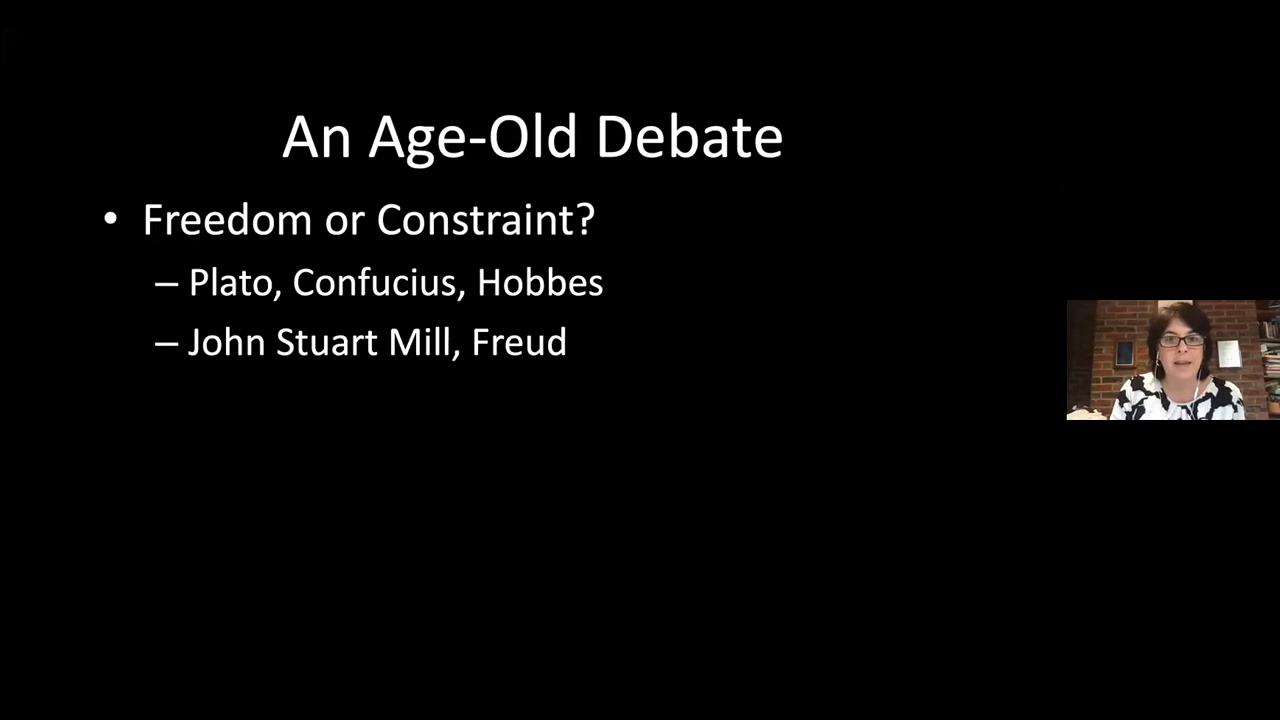 An Age-Old Debate
• Freedom or Constraint?
– Plato, Confucius, Hobbes
– John Stuart Mill, Freud